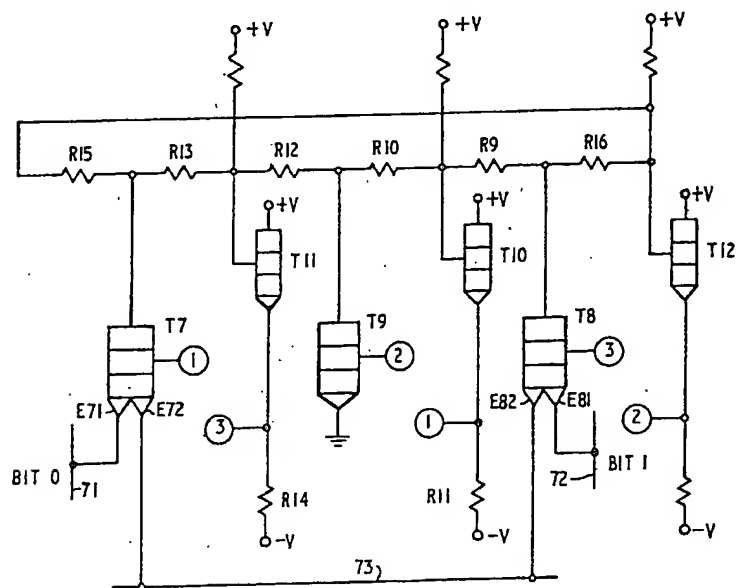 +V +V +V
R15 R13 R12 R10 R9 R16
+V +V +V
T11 T10 T12
T7 T9 T8
1 2 3
E71 E72 E82 E81
3 1 2
BIT 0 71 72 BIT 1
R14 R11
-V -V -V
73